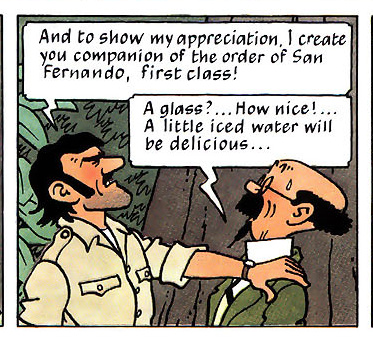 And to show my appreciation, I create
you companion of the order of San
Fernando, first class!
A glass?...How nice!...
A little iced water will
be delicious...